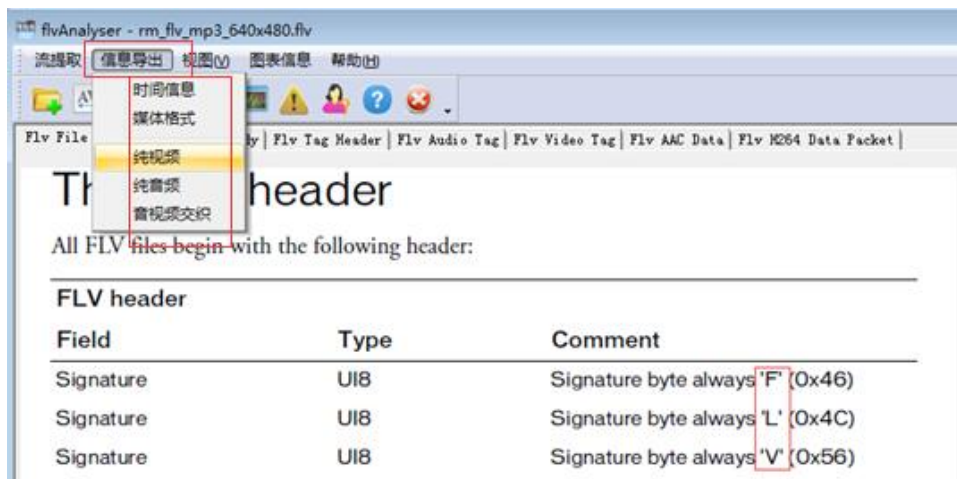 flvAnalyser - rm_flv_mp3_640x480.flv
流提取 信息导出 视图(V) 图表信息 帮助(H)
时间信息
媒体格式
Flv File dy | Flv Tag Header | Flv Audio Tag | Flv Video Tag | Flv AAC Data | Flv H264 Data Packet |
纯视频
纯音频
音视频交织
header
All FLV files begin with the following header:
FLV header
Field Type Comment
Signature UI8 Signature byte always 'F' (0x46)
Signature UI8 Signature byte always 'L' (0x4C)
Signature UI8 Signature byte always 'V' (0x56)